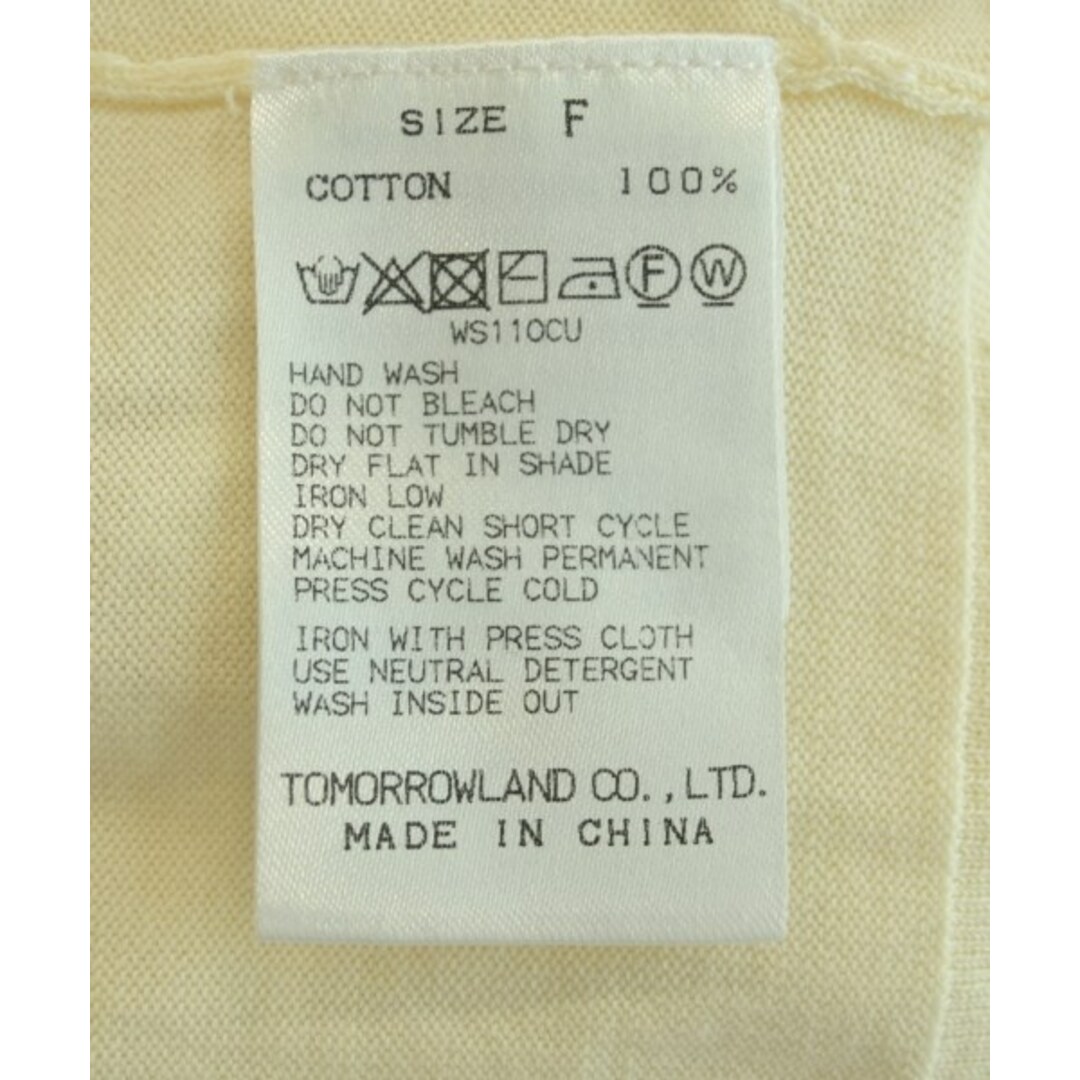 SIZE F
COTTON 100%
F W
WS110CU
HAND WASH
DO NOT BLEACH
DO NOT TUMBLE DRY
DRY FLAT IN SHADE
IRON LOW
DRY CLEAN SHORT CYCLE
MACHINE WASH PERMANENT
PRESS CYCLE COLD
IRON WITH PRESS CLOTH
USE NEUTRAL DETERGENT
WASH INSIDE OUT
TOMORROWLAND CO.,LTD.
MADE IN CHINA